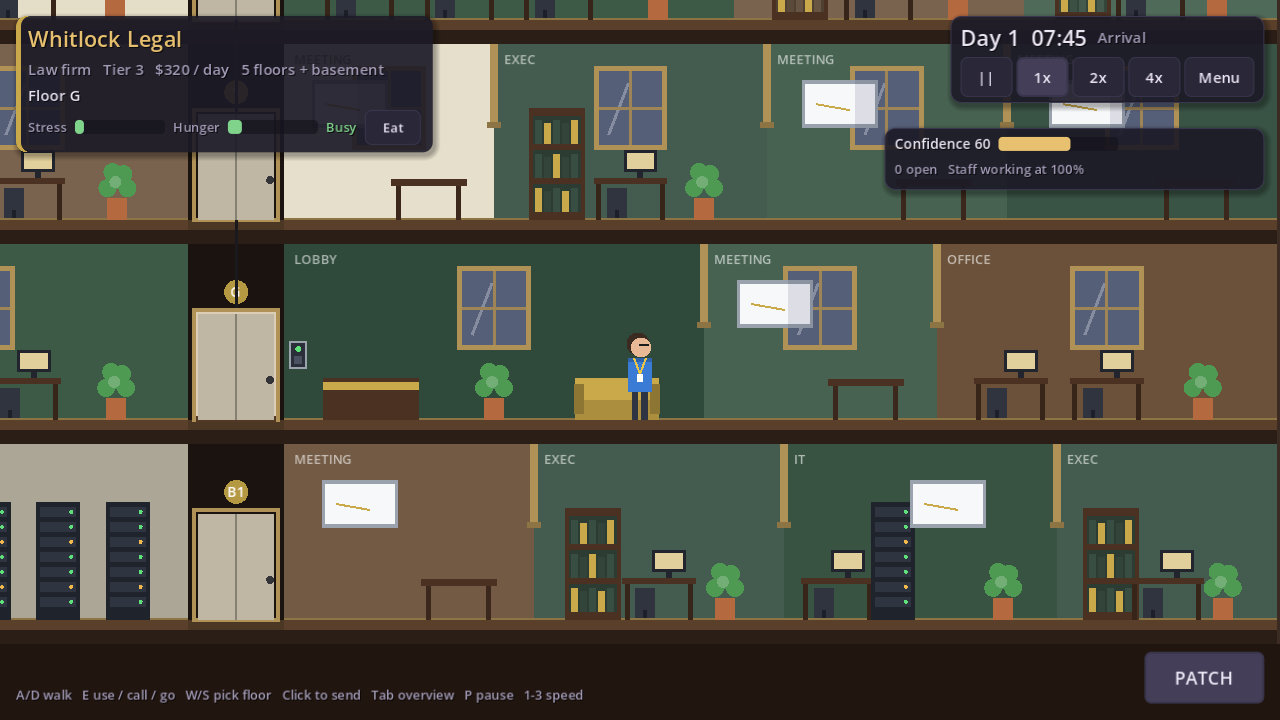 Whitlock Legal
Law firm Tier 3 $320 / day 5 floors + basement
Floor G
Stress Hunger Busy Eat
Day 1 07:45 Arrival
|| 1x 2x 4x Menu
Confidence 60
0 open Staff working at 100%
MEETING
EXEC
MEETING
G
LOBBY
MEETING
OFFICE
B1
MEETING
EXEC
IT
EXEC
A/D walk E use / call / go W/S pick floor Click to send Tab overview P pause 1-3 speed
PATCH